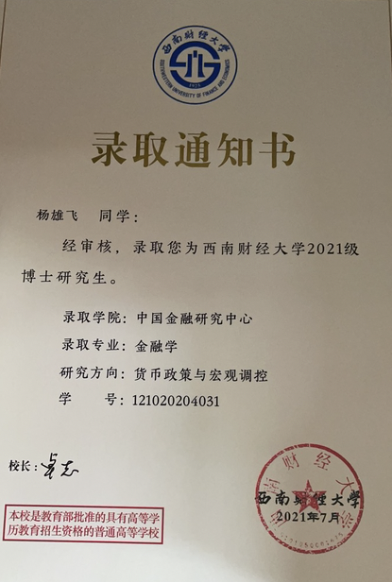 西南财经大学
SOUTHWESTERN UNIVERSITY OF FINANCE AND ECONOMICS
录取通知书
杨雄飞 同学：
经审核，录取您为西南财经大学2021级
博士研究生。
录取学院：中国金融研究中心
录取专业：金融学
研究方向：货币政策与宏观调控
学 号：121020204031
校长：
西南财经大学
西南财经大学
2021年7月
本校是教育部批准的具有高等学
历教育招生资格的普通高等学校